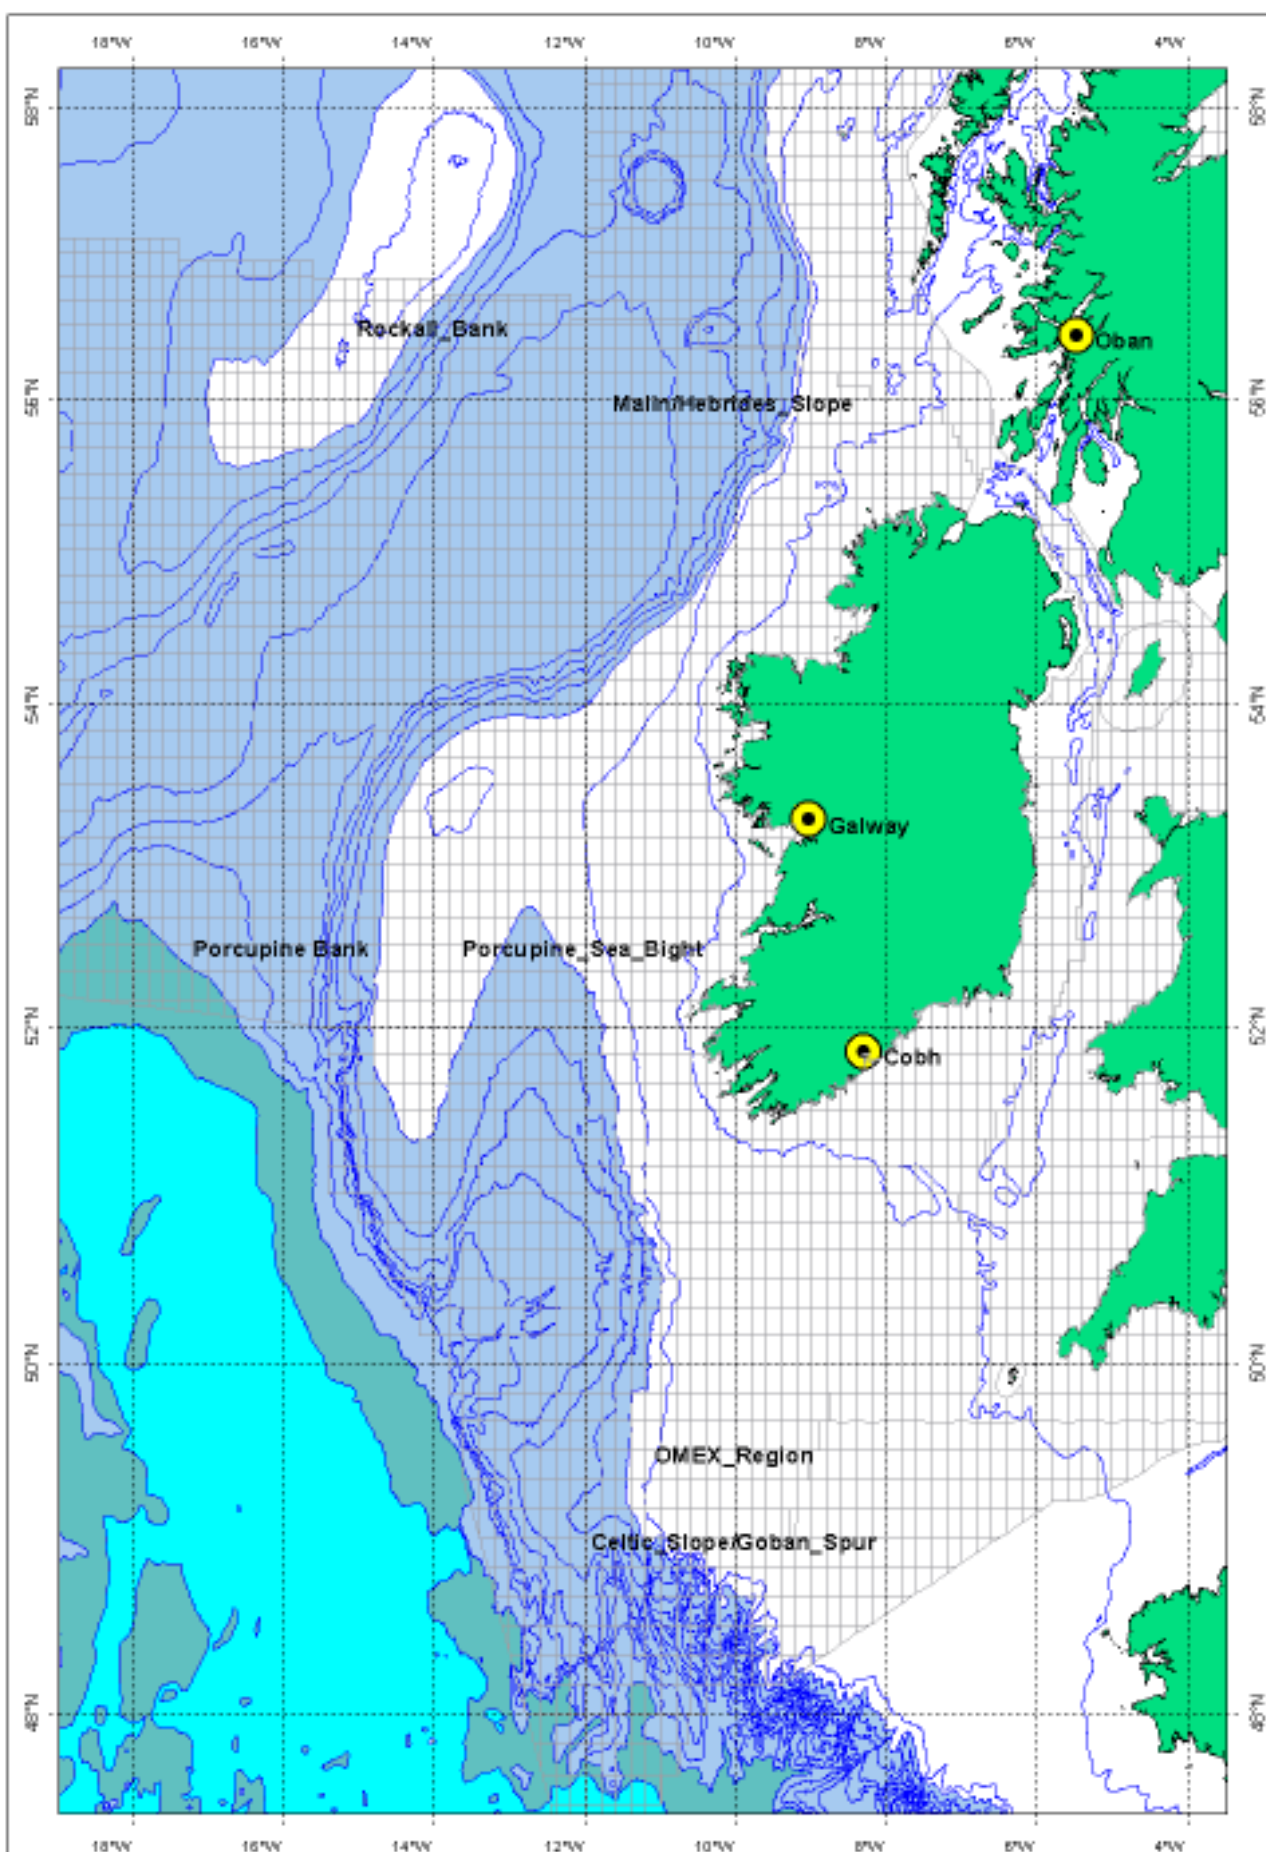 18°W 16°W 14°W 12°W 10°W 8°W 6°W 4°W
58°N 58°N
Rockall_Bank
Oban
56°N Malin/Hebrides_Slope 56°N
54°N 54°N
Galway
Porcupine Bank Porcupine_Sea_Bight
52°N 52°N
Cobh
50°N 50°N
OMEX_Region
Celtic_Slope/Goban_Spur
48°N 48°N
18°W 16°W 14°W 12°W 10°W 8°W 6°W 4°W